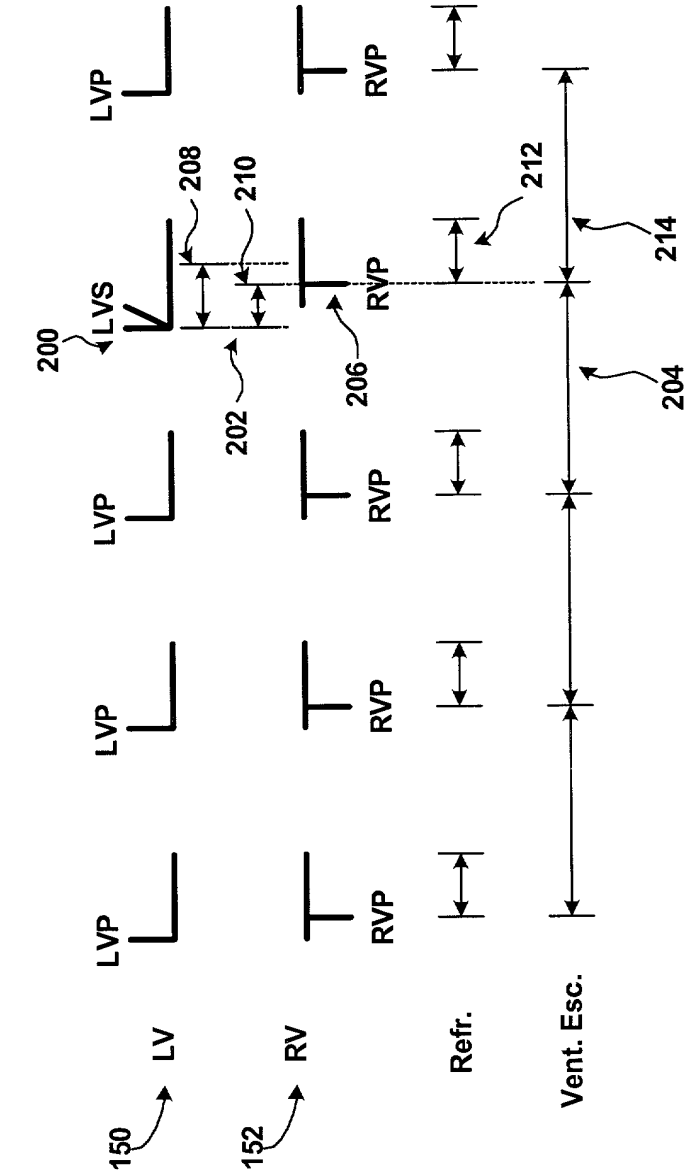 150
LV
LVP
LVP
LVP
200
LVS
LVP
202
208
210
152
RV
RVP
RVP
RVP
206
RVP
RVP
Refr.
212
Vent. Esc.
204
214